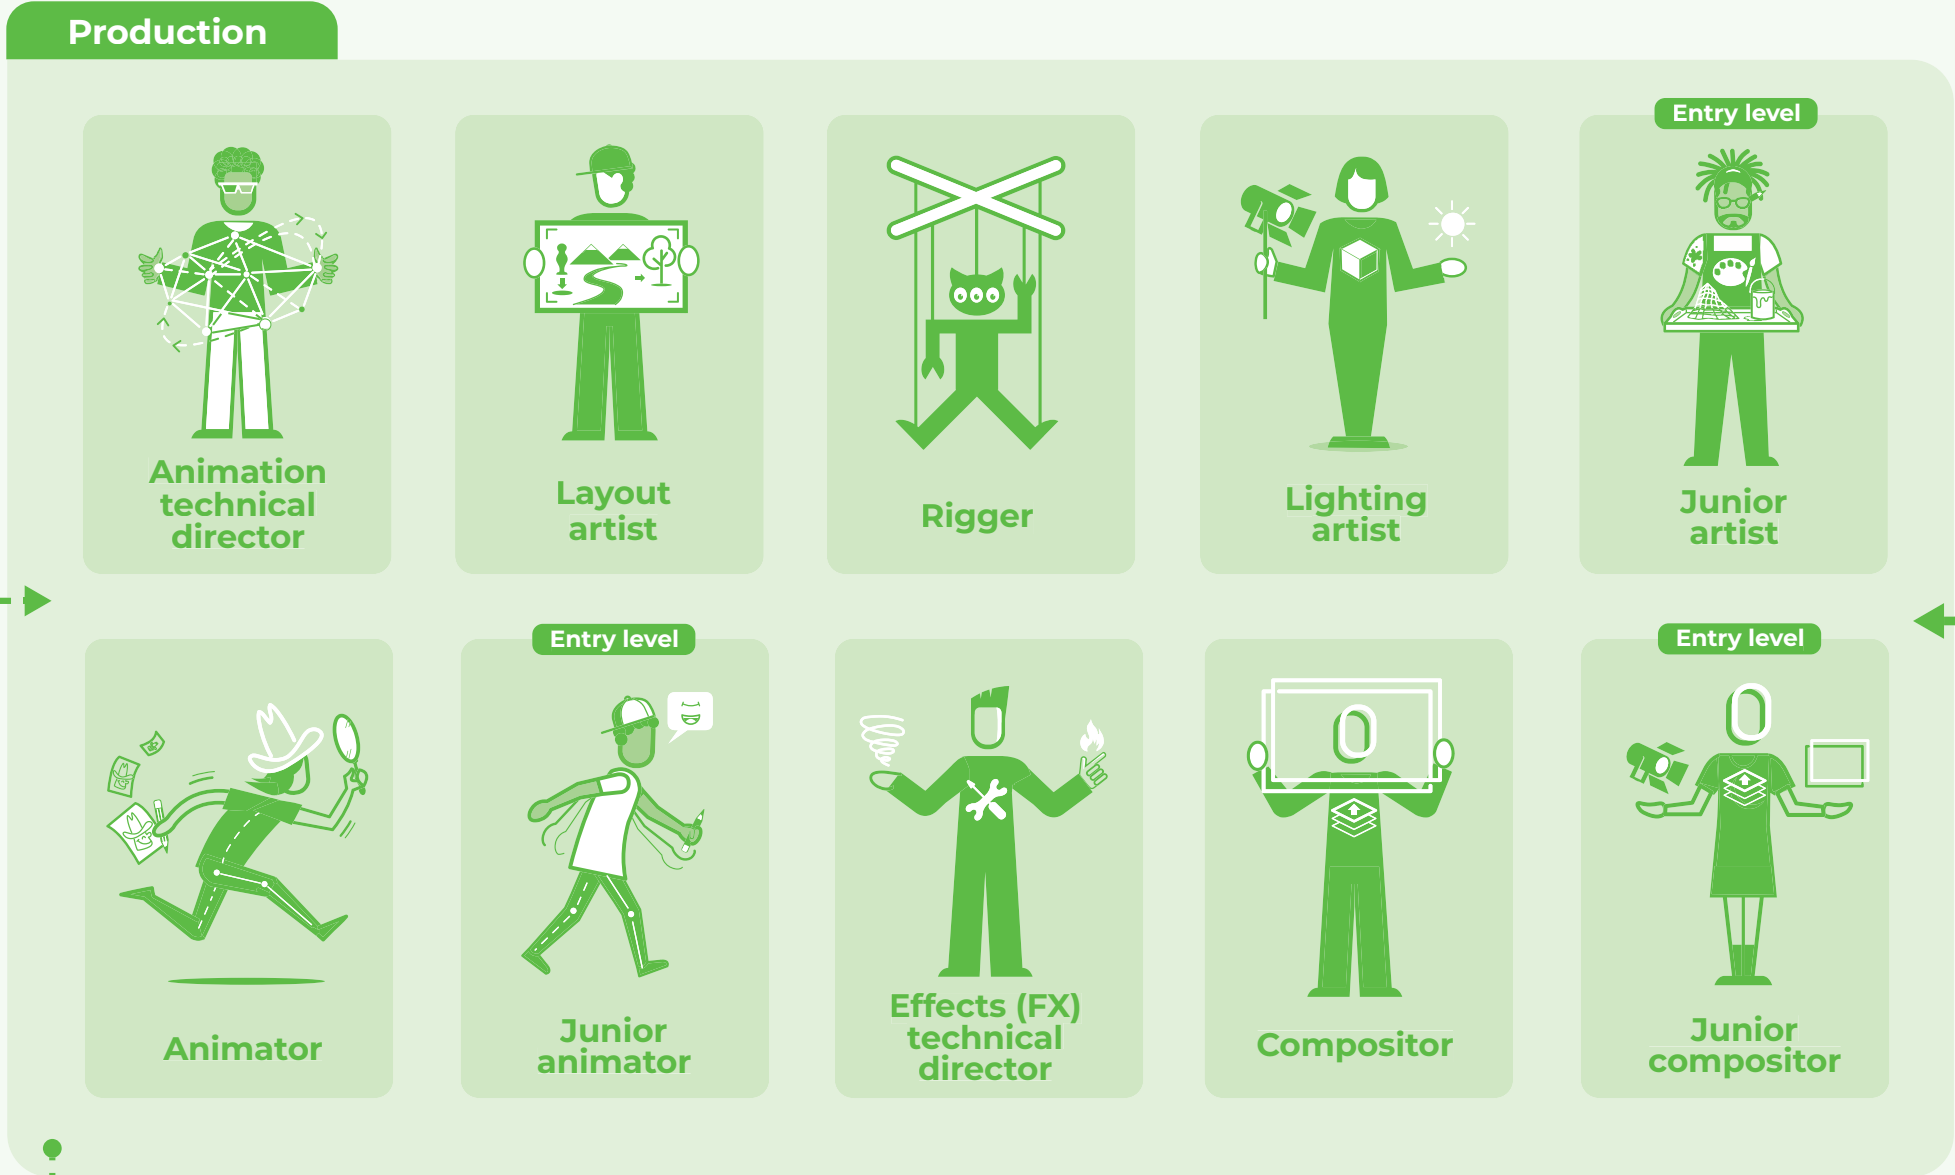 Production
Entry level
Animation
technical
director
Layout
artist
Rigger
Lighting
artist
Junior
artist
Entry level
Entry level
Animator
Junior
animator
Effects (FX)
technical
director
Compositor
Junior
compositor